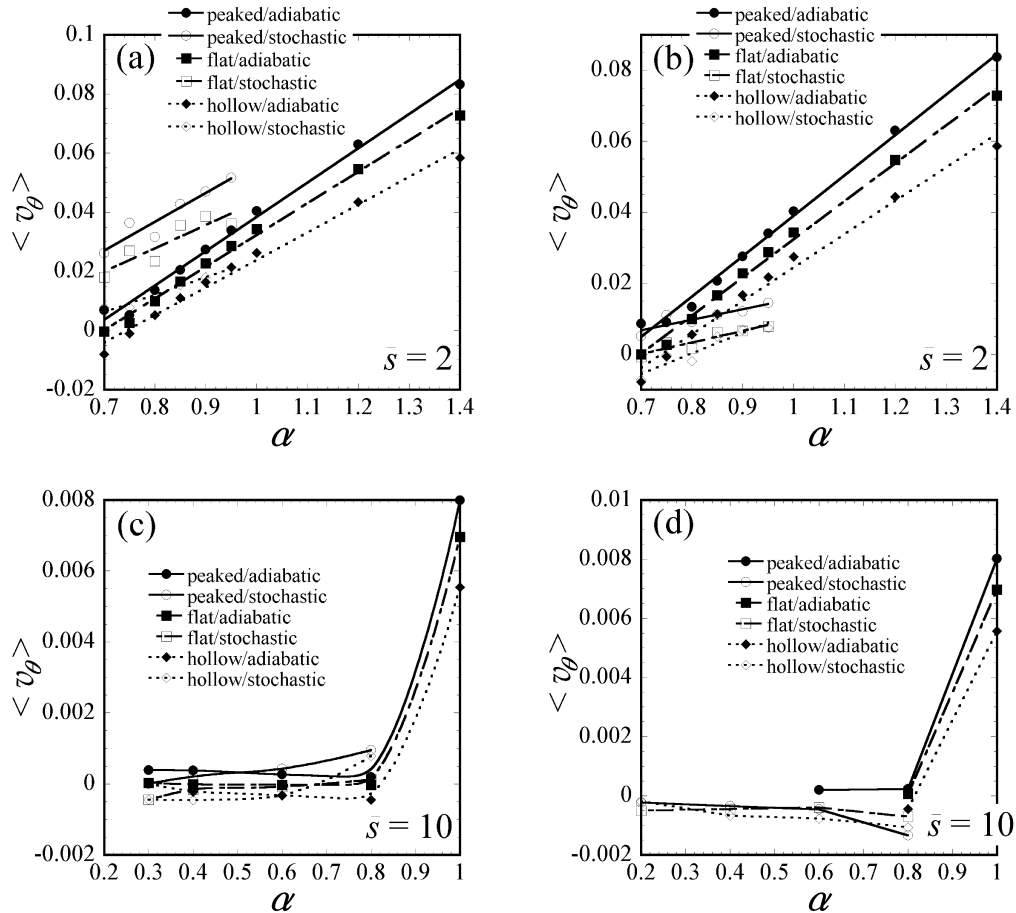 peaked/adiabatic
peaked/stochastic
flat/adiabatic
flat/stochastic
hollow/adiabatic
hollow/stochastic
(a)
0.1
0.08
0.06
0.04
0.02
0
-0.02
< vθ >
s̄ = 2
0.7 0.8 0.9 1 1.1 1.2 1.3 1.4
α
peaked/adiabatic
peaked/stochastic
flat/adiabatic
flat/stochastic
hollow/adiabatic
hollow/stochastic
(b)
0.08
0.06
0.04
0.02
0
< vθ >
s̄ = 2
0.7 0.8 0.9 1 1.1 1.2 1.3 1.4
α
(c)
peaked/adiabatic
peaked/stochastic
flat/adiabatic
flat/stochastic
hollow/adiabatic
hollow/stochastic
0.008
0.006
0.004
0.002
0
-0.002
< vθ >
s̄ = 10
0.2 0.3 0.4 0.5 0.6 0.7 0.8 0.9 1
α
(d)
peaked/adiabatic
peaked/stochastic
flat/adiabatic
flat/stochastic
hollow/adiabatic
hollow/stochastic
0.01
0.008
0.006
0.004
0.002
0
-0.002
< vθ >
s̄ = 10
0.2 0.3 0.4 0.5 0.6 0.7 0.8 0.9 1
α